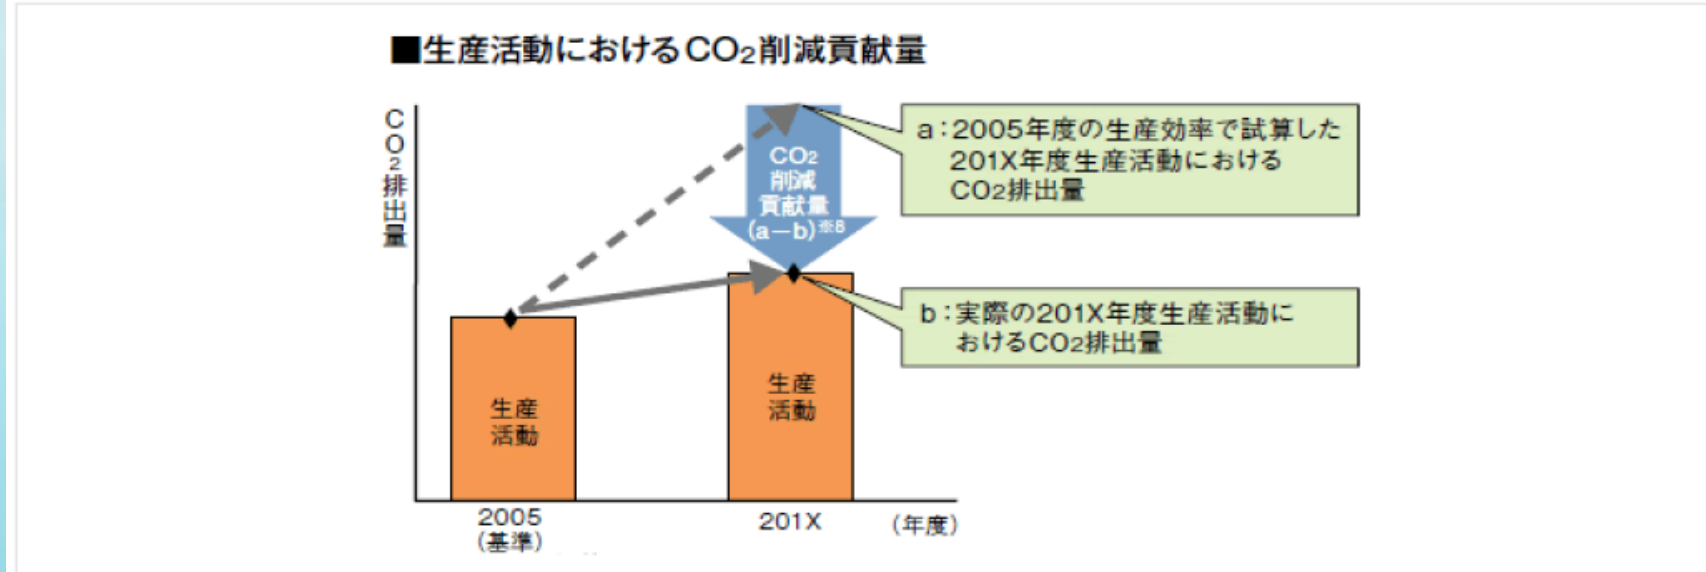 ■生産活動におけるCO2削減貢献量
CO2排出量
CO2
削減
貢献量
(a−b)※8
a：2005年度の生産効率で試算した
201X年度生産活動における
CO2排出量
b：実際の201X年度生産活動に
おけるCO2排出量
生産
活動
生産
活動
2005
(基準)
201X
(年度)